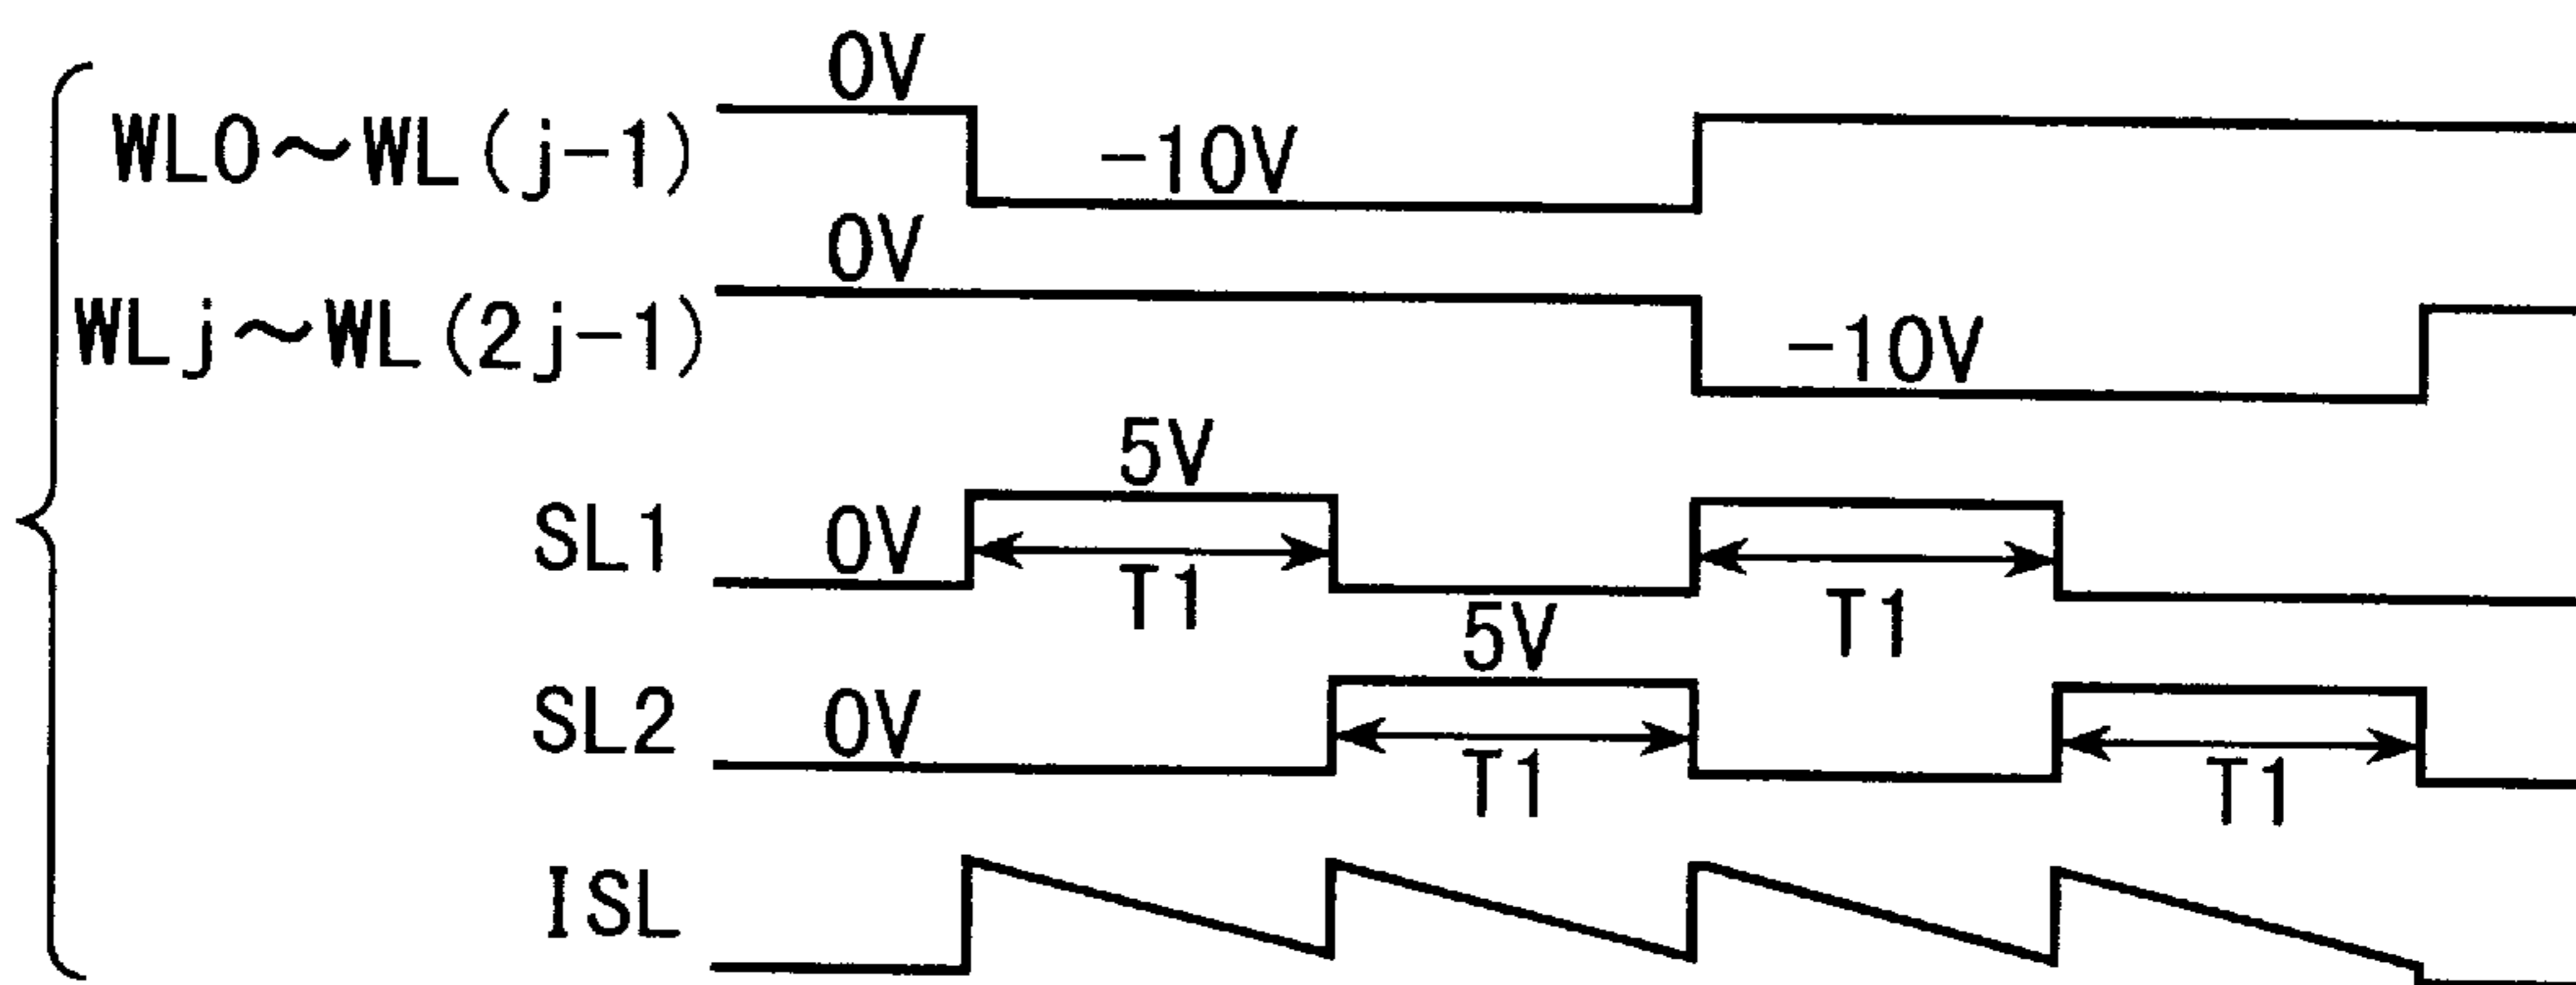 0V
WL0~WL(j-1)
-10V
0V
WLj~WL(2j-1)
-10V
5V
SL1
0V
T1
T1
5V
SL2
0V
T1
T1
ISL